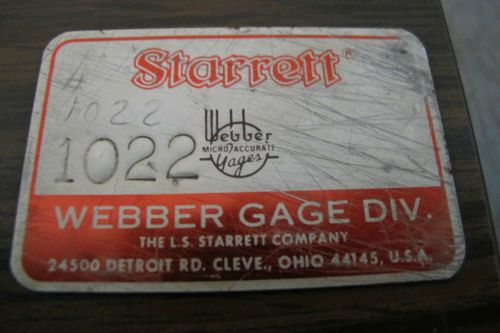 Starrett®
# 1022
1022
Webber
MICRO ACCURATE
Gages
WEBBER GAGE DIV.
THE L.S. STARRETT COMPANY
24500 DETROIT RD. CLEVE., OHIO 44145, U.S.A.